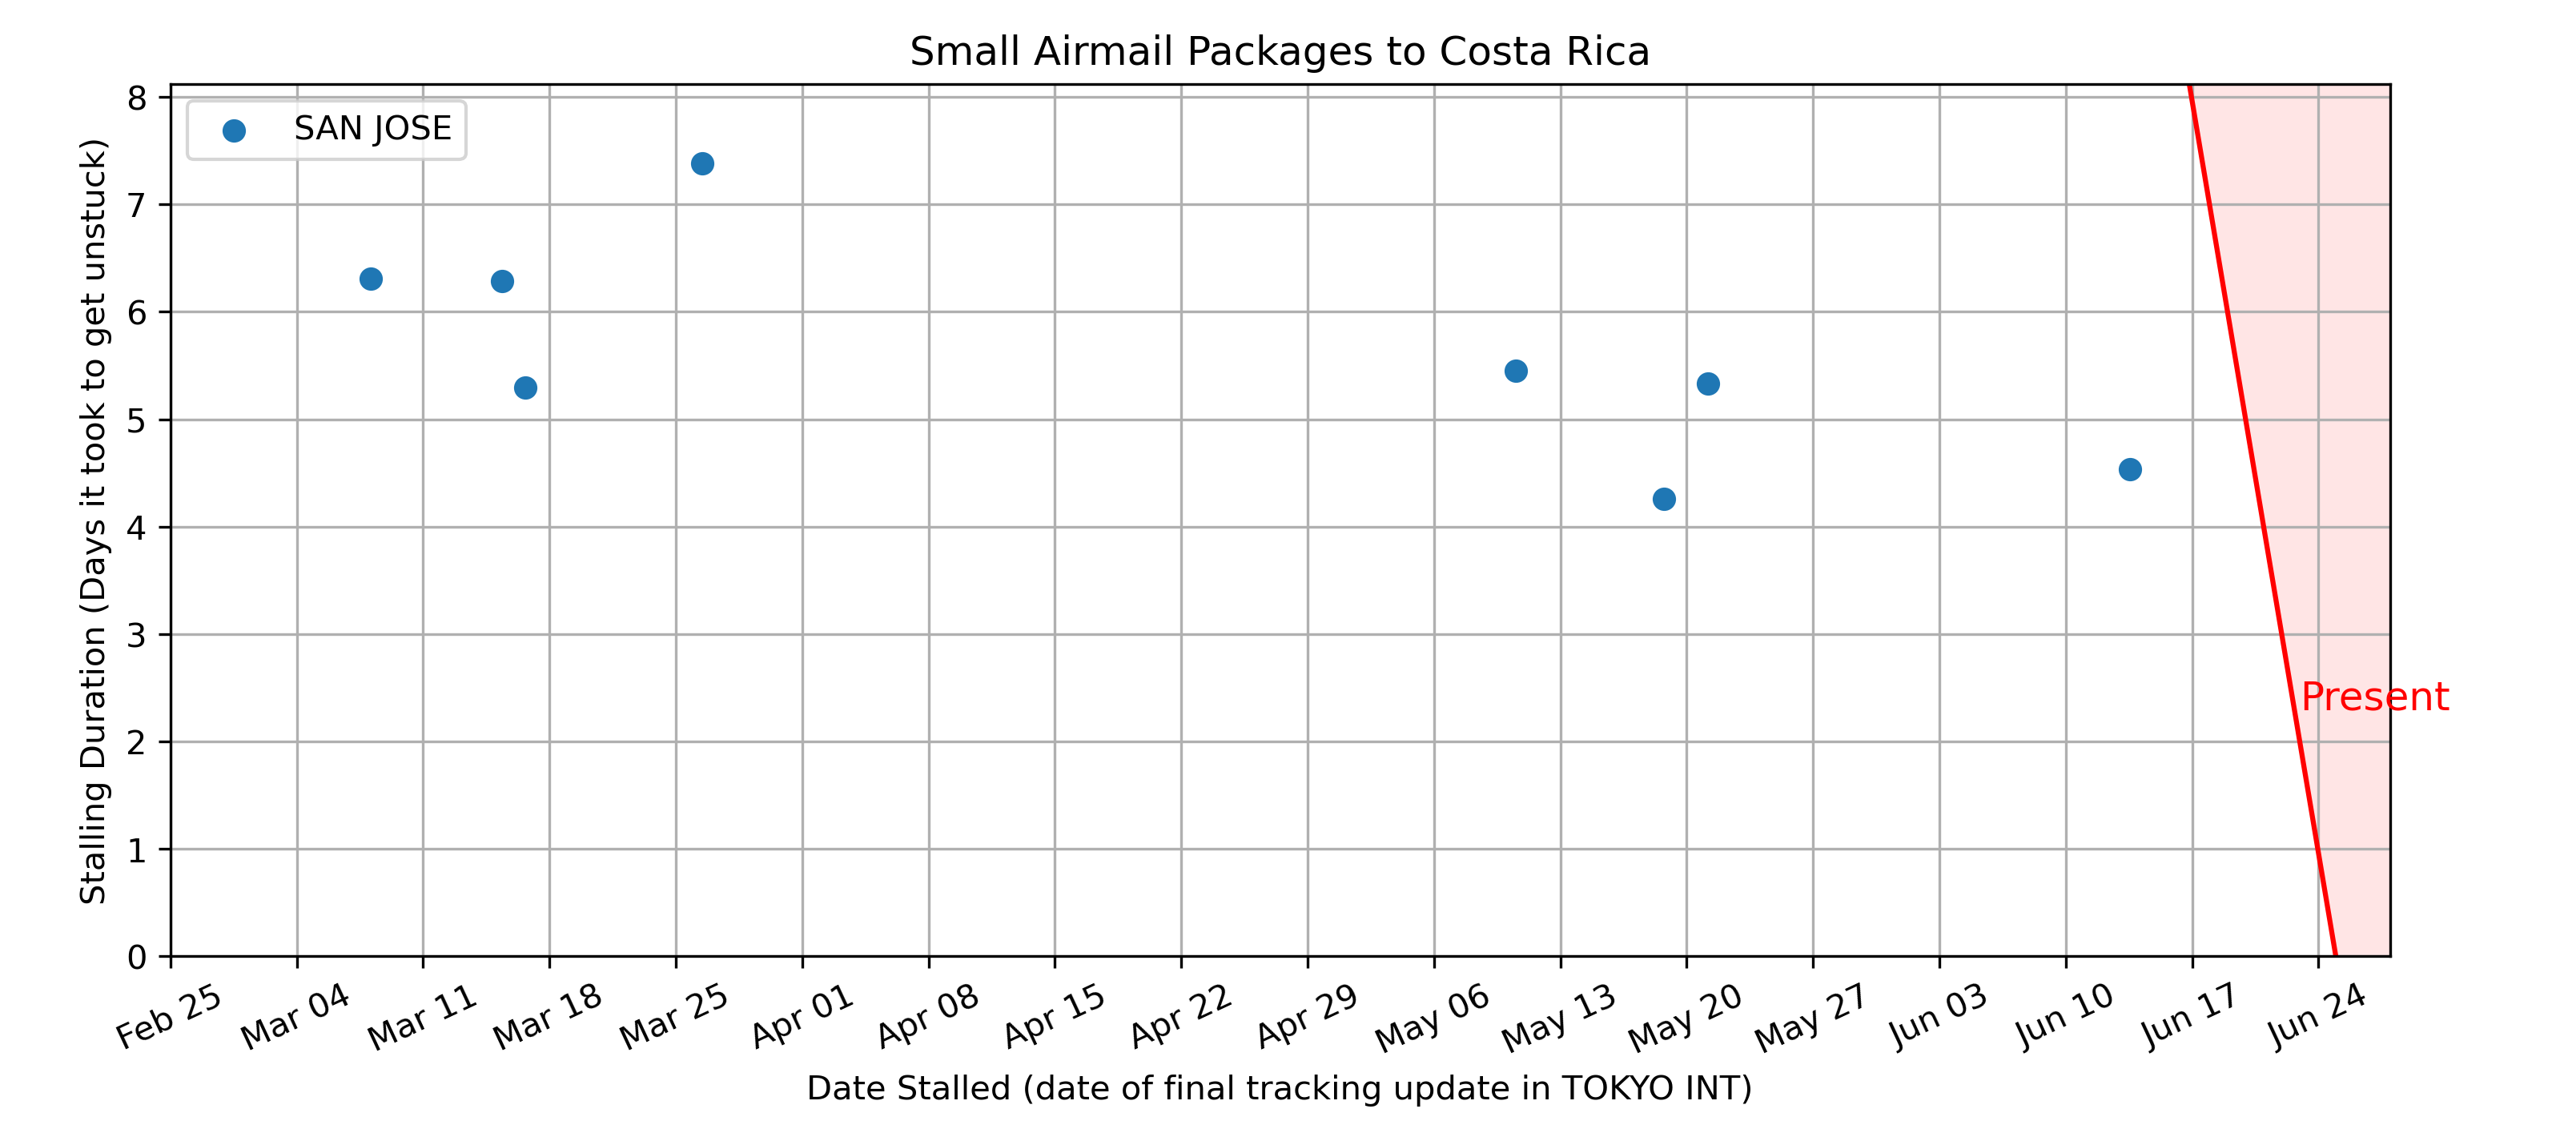 Small Airmail Packages to Costa Rica
SAN JOSE
Stalling Duration (Days it took to get unstuck)
8
7
6
5
4
3
2
1
0
Present
Feb 25 Mar 04 Mar 11 Mar 18 Mar 25 Apr 01 Apr 08 Apr 15 Apr 22 Apr 29 May 06 May 13 May 20 May 27 Jun 03 Jun 10 Jun 17 Jun 24
Date Stalled (date of final tracking update in TOKYO INT)